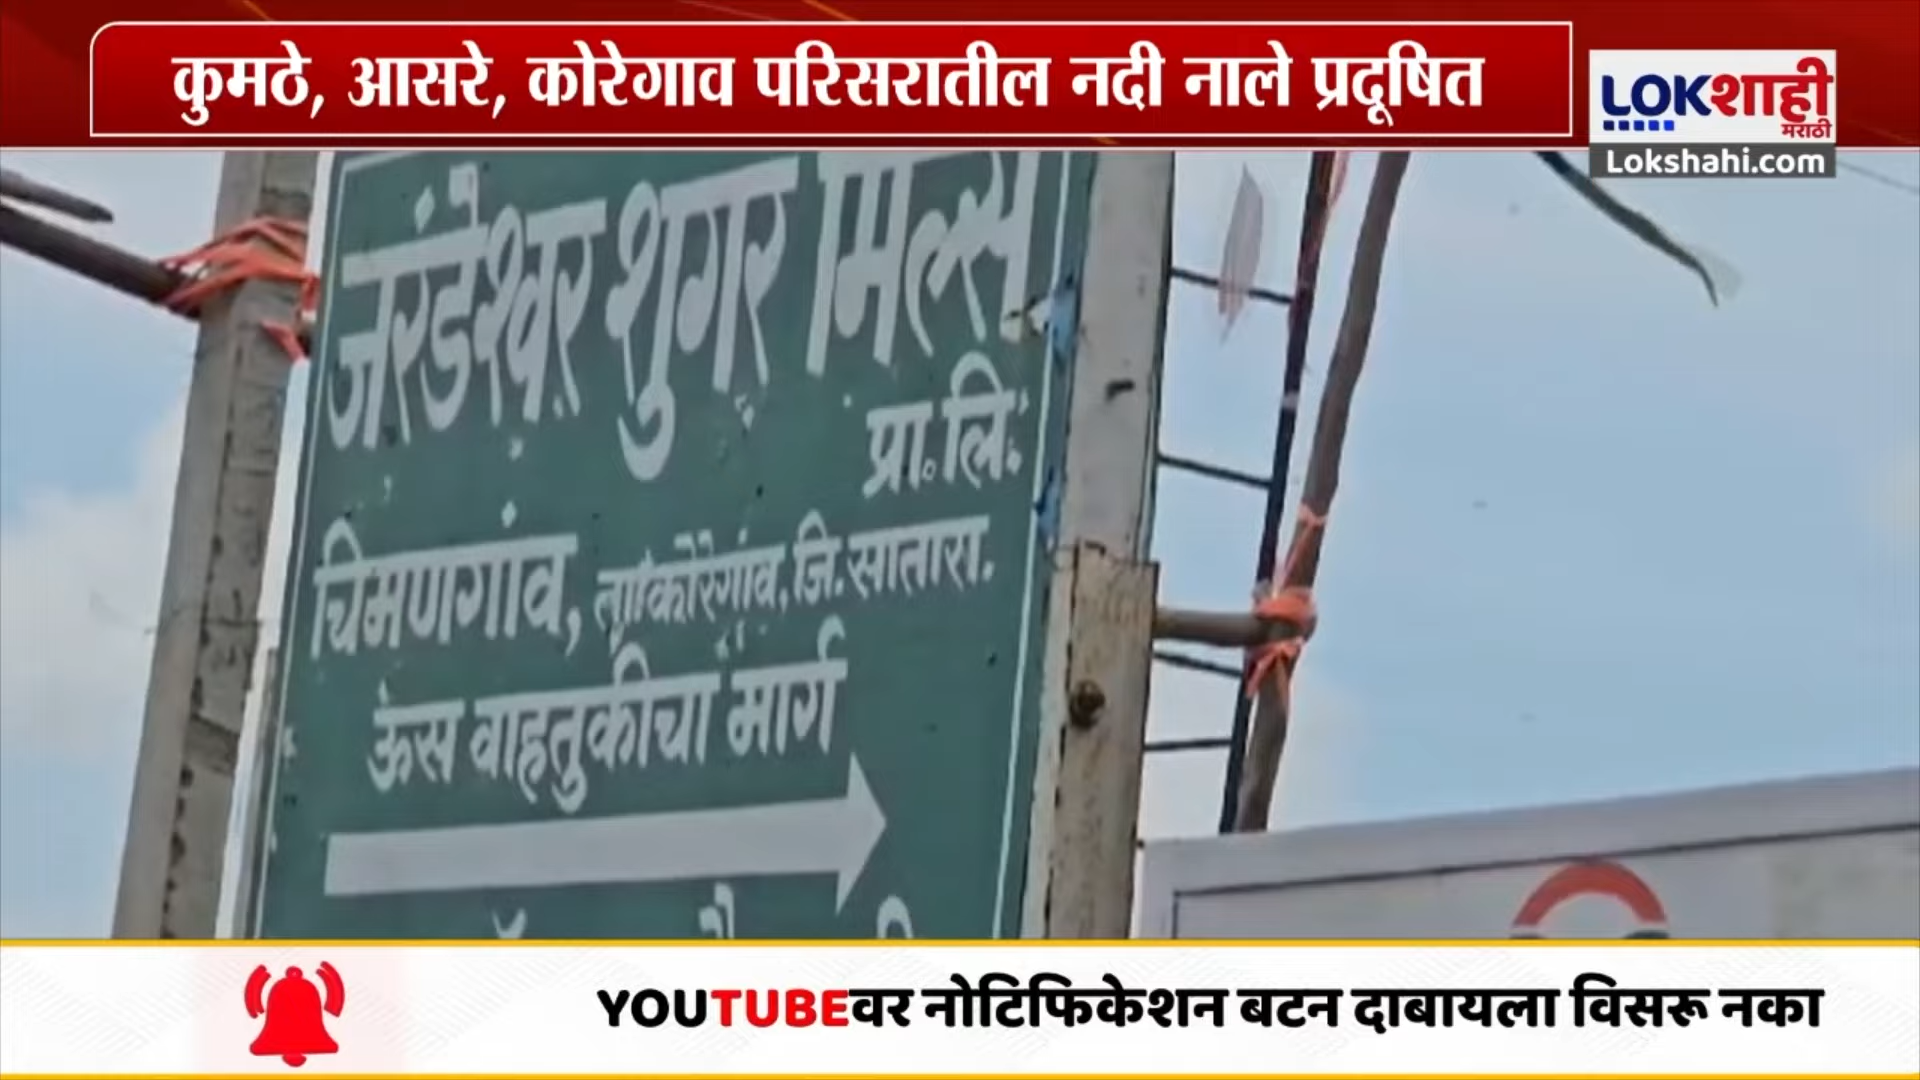 कुमठे, आसरे, कोरेगाव परिसरातील नदी नाले प्रदूषित
LOKशाही
मराठी
Lokshahi.com
जरंडेश्वर शुगर मिल्स
प्रा. लि.
चिमणगांव, ता.कोरेगांव, जि.सातारा.
ऊस वाहतुकीचा मार्ग
YOUTUBEवर नोटिफिकेशन बटन दाबायला विसरू नका